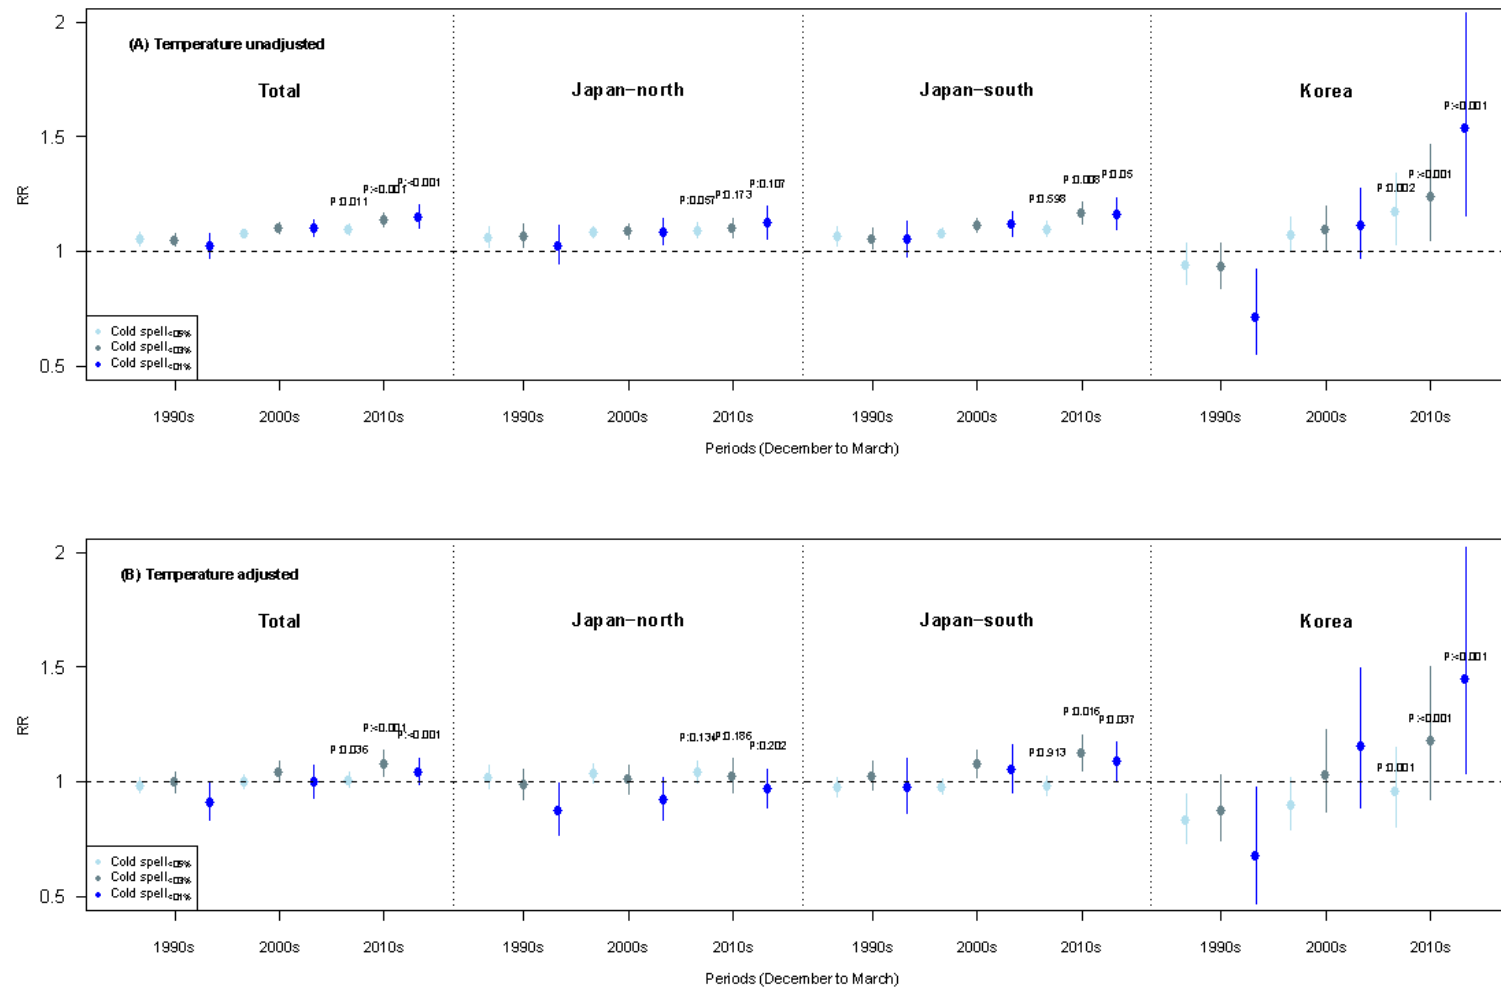 (A) Temperature unadjusted
Total
Japan-north
Japan-south
Korea
RR
2
1.5
1
0.5
P:0.011
P:<0.001
P:<0.001
P:0.057
P:0.173
P:0.107
P:0.598
P:0.008
P:0.05
P:0.002
P:<0.001
P:<0.001
Cold spell<05%
Cold spell<03%
Cold spell<01%
1990s 2000s 2010s 1990s 2000s 2010s 1990s 2000s 2010s 1990s 2000s 2010s
Periods (December to March)
(B) Temperature adjusted
Total
Japan-north
Japan-south
Korea
RR
2
1.5
1
0.5
P:0.036
P:<0.001
P:<0.001
P:0.134
P:0.186
P:0.202
P:0.913
P:0.016
P:0.037
P:0.001
P:<0.001
P:<0.001
Cold spell<05%
Cold spell<03%
Cold spell<01%
1990s 2000s 2010s 1990s 2000s 2010s 1990s 2000s 2010s 1990s 2000s 2010s
Periods (December to March)